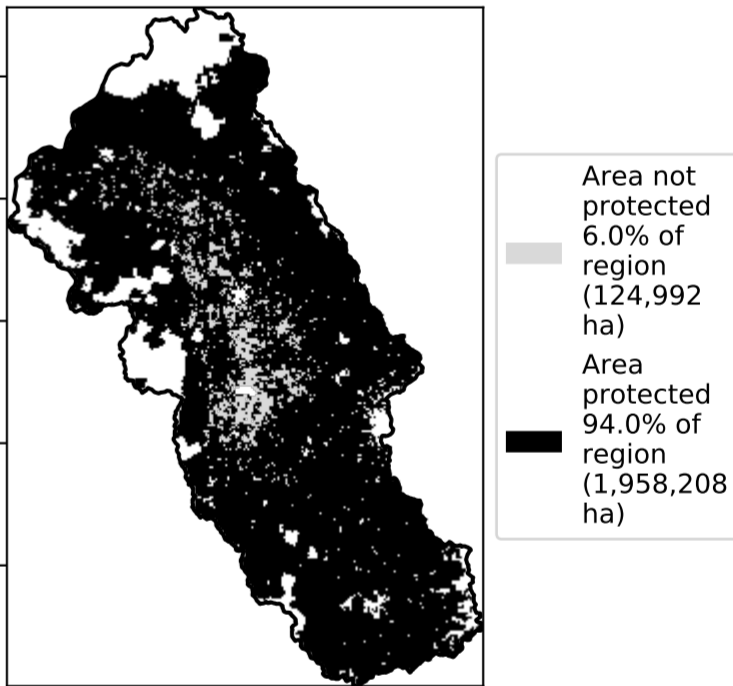 Area not
protected
6.0% of
region
(124,992
ha)
Area
protected
94.0% of
region
(1,958,208
ha)